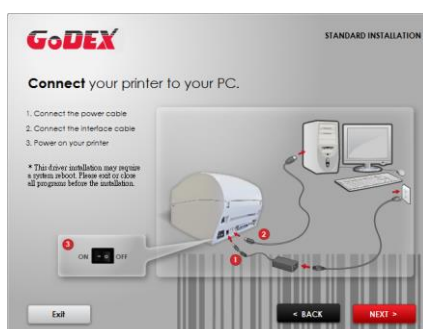 GoDEX
STANDARD INSTALLATION
Connect your printer to your PC.
1. Connect the power cable
2. Connect the interface cable
3. Power on your printer
* This driver installation may require
a system reboot. Please exit or close
all programs before the installation.
3
ON
OFF
2
1
Exit
< BACK
NEXT >